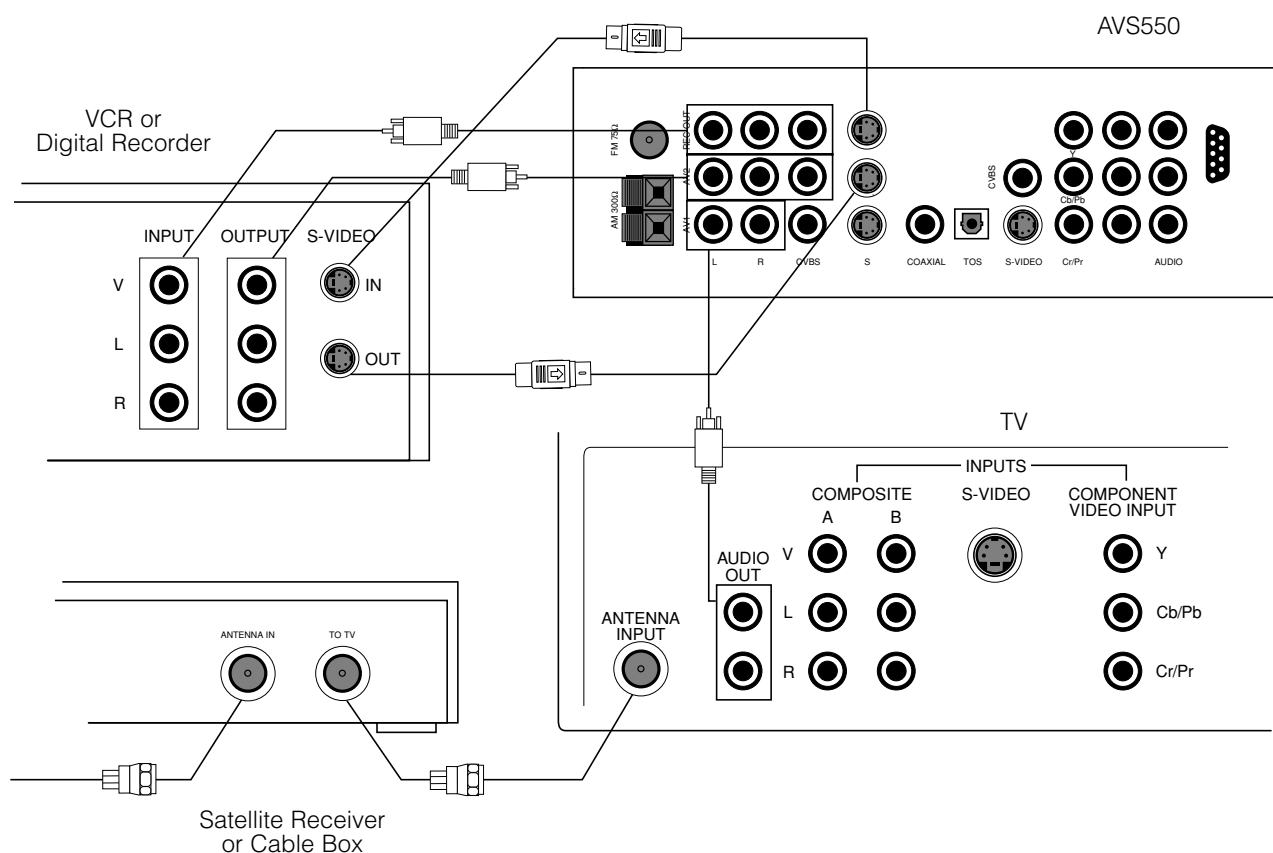 AVS550
VCR or
Digital Recorder
FM 75Ω
REC OUT
AM 300Ω
AV2
AV1
CVBS
Y
Cb/Pb
L
R
CVBS
S
COAXIAL
TOS
S-VIDEO
Cr/Pr
AUDIO
INPUT
OUTPUT
S-VIDEO
V
IN
L
OUT
R
TV
INPUTS
COMPOSITE
S-VIDEO
COMPONENT
VIDEO INPUT
A
B
AUDIO
OUT
V
Y
L
Cb/Pb
R
Cr/Pr
ANTENNA
INPUT
ANTENNA IN
TO TV
Satellite Receiver
or Cable Box